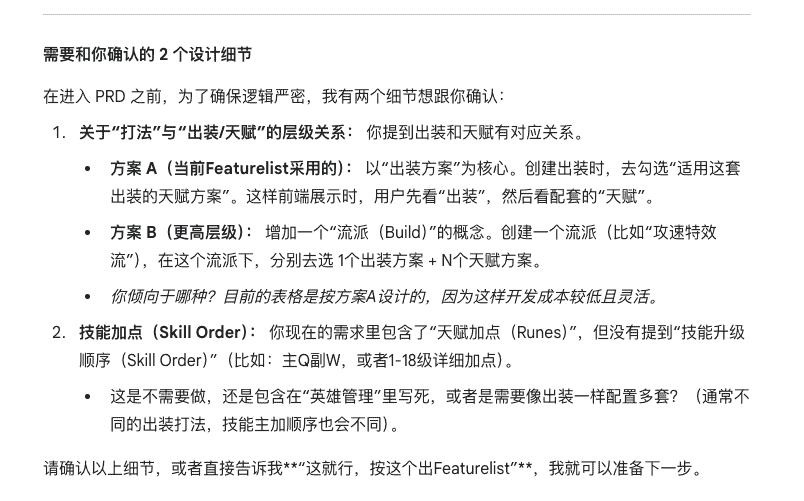 需要和你确认的 2 个设计细节
在进入 PRD 之前，为了确保逻辑严密，我有两个细节想跟你确认：
1. 关于“打法”与“出装/天赋”的层级关系： 你提到出装和天赋有对应关系。
• 方案 A（当前Featurelist采用的）： 以“出装方案”为核心。创建出装时，去勾选“适用这套
出装的天赋方案”。这样前端展示时，用户先看“出装”，然后看配套的“天赋”。
• 方案 B（更高层级）： 增加一个“流派（Build）”的概念。创建一个流派（比如“攻速特效
流”），在这个流派下，分别去选 1个出装方案 + N个天赋方案。
• 你倾向于哪种？目前的表格是按方案A设计的，因为这样开发成本较低且灵活。
2. 技能加点（Skill Order）： 你现在的需求里包含了“天赋加点（Runes）”，但没有提到“技能升级
顺序（Skill Order）”（比如：主Q副W，或者1-18级详细加点）。
• 这是不需要做，还是包含在“英雄管理”里写死，或者是需要像出装一样配置多套？（通常不
同的出装打法，技能主加顺序也会不同）。
请确认以上细节，或者直接告诉我**“这就行，按这个出Featurelist”**，我就可以准备下一步。